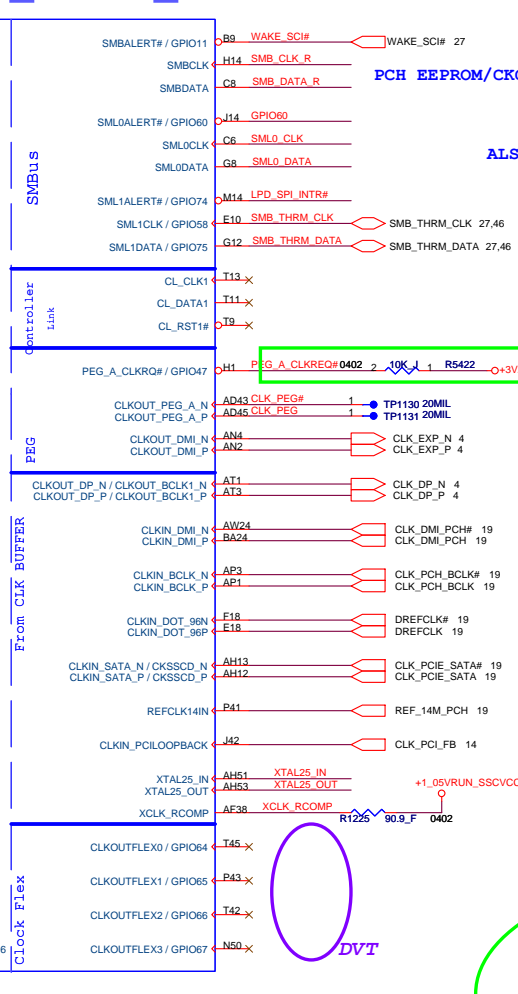 SMBALERT# / GPIO11 B9 WAKE_SCI# WAKE_SCI# 27
SMBCLK H14 SMB_CLK_R
PCH EEPROM/CK
SMBDATA C8 SMB_DATA_R
SML0ALERT# / GPIO60 J14 GPIO60
SML0CLK C6 SML0_CLK
ALS
SML0DATA G8 SML0_DATA
SMBus
SML1ALERT# / GPIO74 M14 LPD_SPI_INTR#
SML1CLK / GPIO58 E10 SMB_THRM_CLK SMB_THRM_CLK 27,46
SML1DATA / GPIO75 G12 SMB_THRM_DATA SMB_THRM_DATA 27,46
CL_CLK1 T13
CL_DATA1 T11
Controller
Link
CL_RST1# T9
PEG_A_CLKRQ# / GPIO47 H1 PEG_A_CLKREQ# 0402 2 10K_J 1 R5422 +3V
CLKOUT_PEG_A_N AD43 CLK_PEG# 1 TP1130 20MIL
CLKOUT_PEG_A_P AD45 CLK_PEG 1 TP1131 20MIL
PEG
CLKOUT_DMI_N AN4 CLK_EXP_N 4
CLKOUT_DMI_P AN2 CLK_EXP_P 4
CLKOUT_DP_N / CLKOUT_BCLK1_N AT1 CLK_DP_N 4
CLKOUT_DP_P / CLKOUT_BCLK1_P AT3 CLK_DP_P 4
CLKIN_DMI_N AW24 CLK_DMI_PCH# 19
CLKIN_DMI_P BA24 CLK_DMI_PCH 19
From CLK BUFFER
CLKIN_BCLK_N AP3 CLK_PCH_BCLK# 19
CLKIN_BCLK_P AP1 CLK_PCH_BCLK 19
CLKIN_DOT_96N F18 DREFCLK# 19
CLKIN_DOT_96P E18 DREFCLK 19
CLKIN_SATA_N / CKSSCD_N AH13 CLK_PCIE_SATA# 19
CLKIN_SATA_P / CKSSCD_P AH12 CLK_PCIE_SATA 19
REFCLK14IN P41 REF_14M_PCH 19
CLKIN_PCILOOPBACK J42 CLK_PCI_FB 14
XTAL25_IN AH51 XTAL25_IN
XTAL25_OUT AH53 XTAL25_OUT
+1_05VRUN_SSCVCC
XCLK_RCOMP AF38 XCLK_RCOMP R1225 90.9_F 0402
CLKOUTFLEX0 / GPIO64 T45
CLKOUTFLEX1 / GPIO65 P43
Clock Flex
CLKOUTFLEX2 / GPIO66 T42
CLKOUTFLEX3 / GPIO67 N50
DVT
6